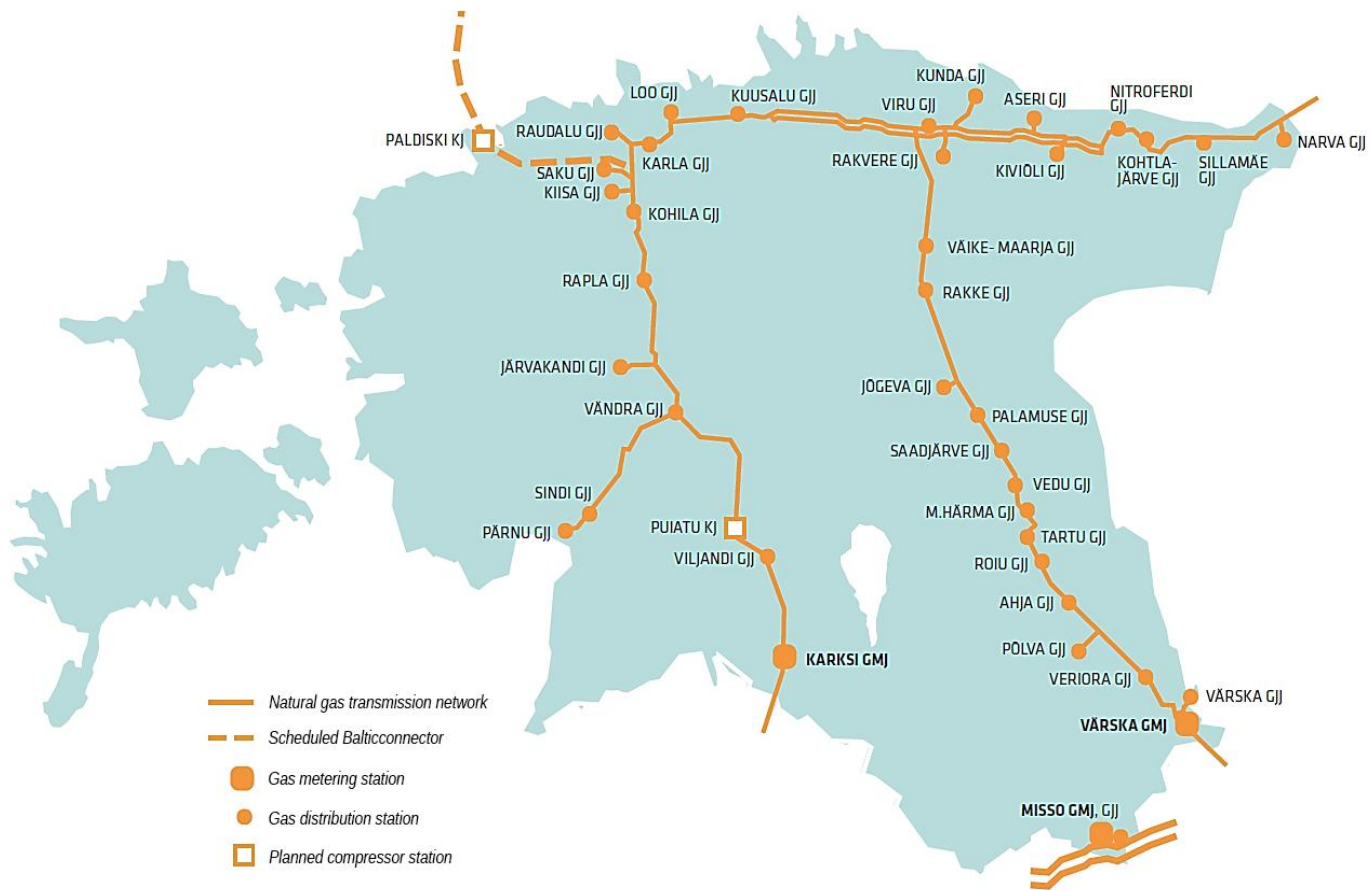 KUNDA GJJ
LOO GJJ
KUUSALU GJJ
VIRU GJJ
ASERI GJJ
NITROFERDI
GJJ
PALDISKI KJ
RAUDALU GJJ
KARLA GJJ
RAKVERE GJJ
KIVIÕLI GJJ
KOHTLA-
JÄRVE GJJ
SILLAMÄE
GJJ
NARVA GJJ
SAKU GJJ
KIISA GJJ
KOHILA GJJ
VÄIKE- MAARJA GJJ
RAPLA GJJ
RAKKE GJJ
JÄRVAKANDI GJJ
JÕGEVA GJJ
VÄNDRA GJJ
PALAMUSE GJJ
SAADJÄRVE GJJ
VEDU GJJ
SINDI GJJ
M.HÄRMA GJJ
PÄRNU GJJ
PUIATU KJ
TARTU GJJ
VILJANDI GJJ
ROIU GJJ
AHJA GJJ
KARKSI GMJ
PÕLVA GJJ
VERIORA GJJ
VÄRSKA GJJ
VÄRSKA GMJ
Natural gas transmission network
Scheduled Balticconnector
Gas metering station
Gas distribution station
Planned compressor station
MISSO GMJ, GJJ